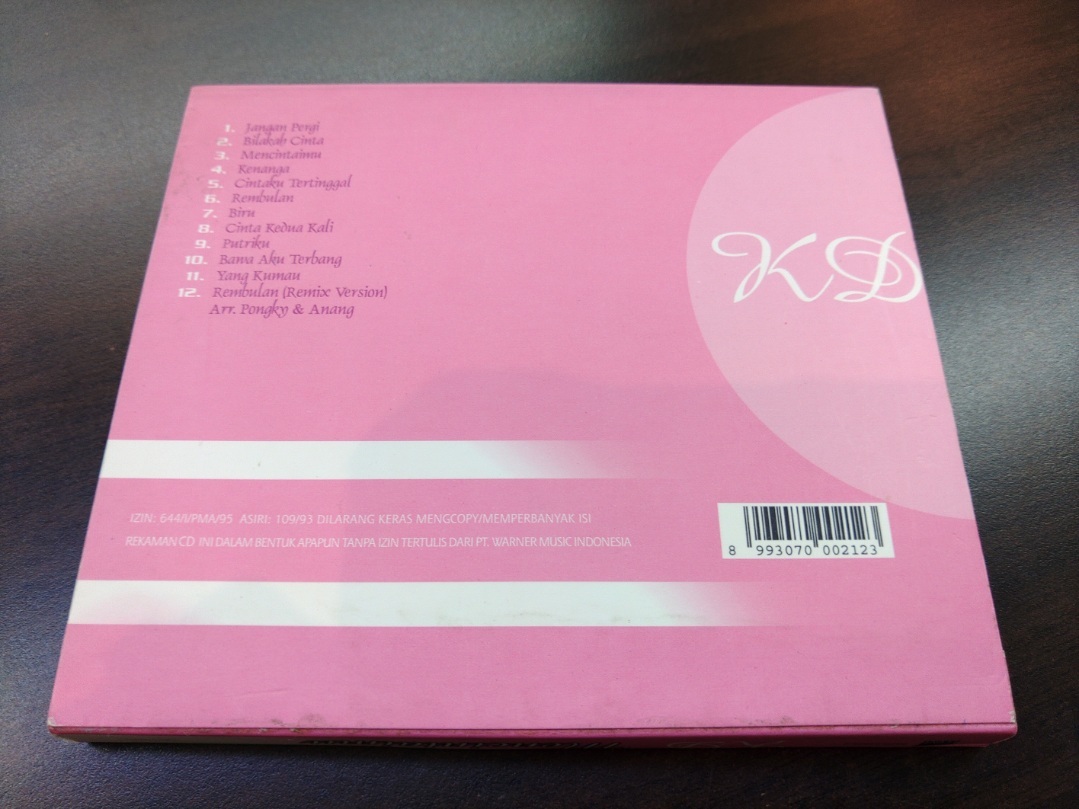 1. Jangan Pergi
2. Bilakah Cinta
3. Mencintaimu
4. Kenanga
5. Cintaku Tertinggal
6. Rembulan
7. Biru
8. Cinta Kedua Kali
9. Putriku
10. Bawa Aku Terbang
11. Yang Kumau
12. Rembulan (Remix Version)
Arr. Pongky & Anang
KD
IZIN: 644/I/PMA/95 ASIRI: 109/93 DILARANG KERAS MENGCOPY/MEMPERBANYAK ISI
REKAMAN CD INI DALAM BENTUK APAPUN TANPA IZIN TERTULIS DARI PT. WARNER MUSIC INDONESIA
8 993070 002123